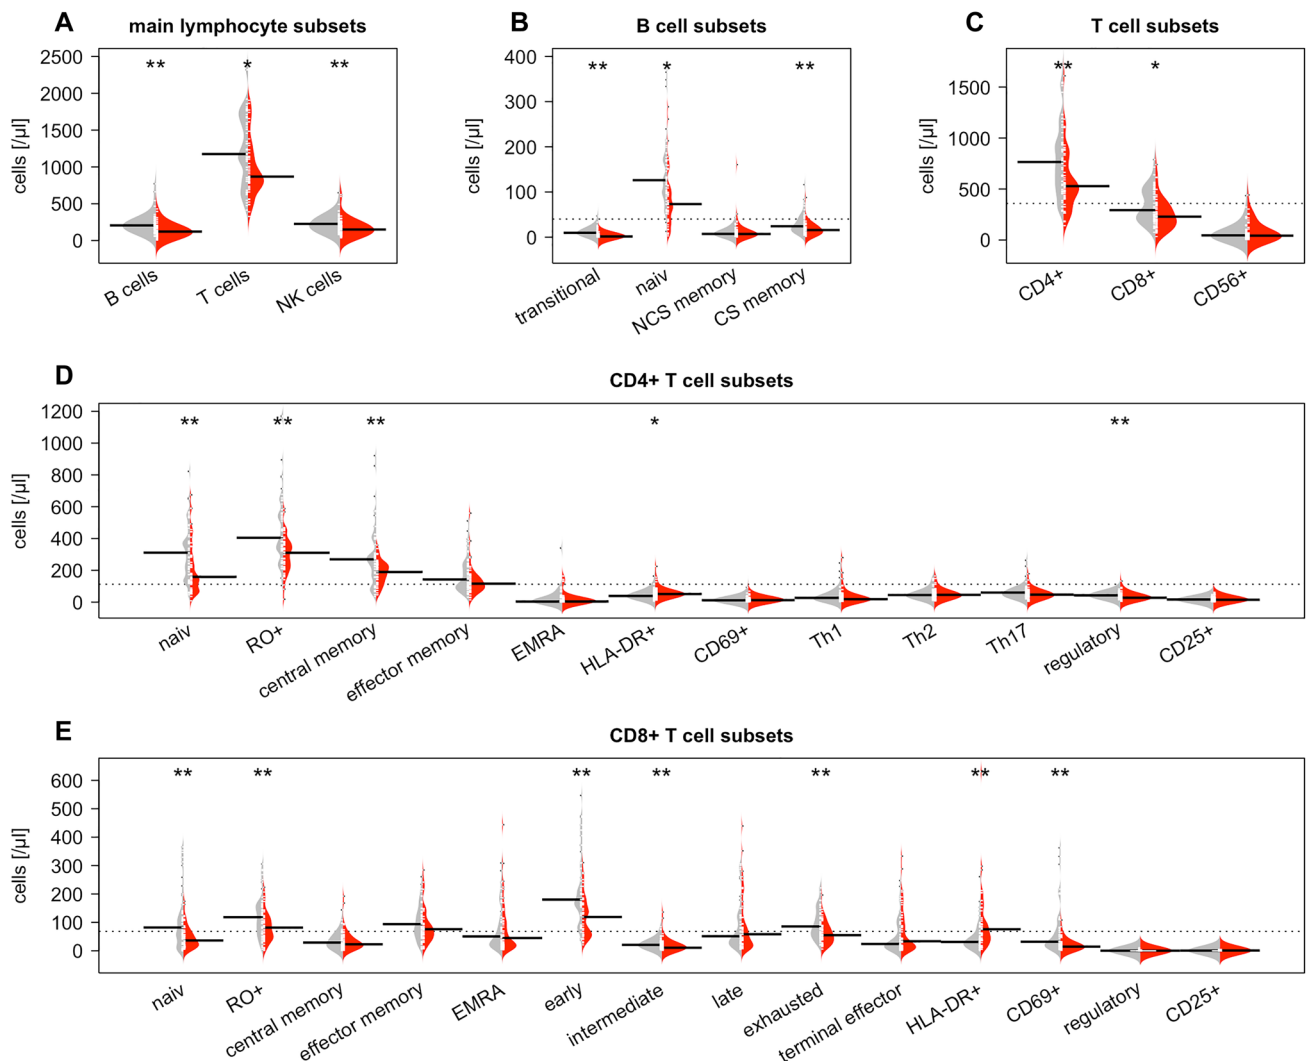 A main lymphocyte subsets
cells [/µl]
2500
2000
1500
1000
500
0
** * **
B cells T cells NK cells
B B cell subsets
cells [/µl]
400
300
200
100
0
** * **
transitional naiv NCS memory CS memory
C T cell subsets
cells [/µl]
1500
1000
500
0
** *
CD4+ CD8+ CD56+
D CD4+ T cell subsets
cells [/µl]
1200
1000
800
600
400
200
0
** ** ** * **
naiv RO+ central memory effector memory EMRA HLA-DR+ CD69+ Th1 Th2 Th17 regulatory CD25+
E CD8+ T cell subsets
cells [/µl]
600
500
400
300
200
100
0
** ** ** ** ** ** **
naiv RO+ central memory effector memory EMRA early intermediate late exhausted terminal effector HLA-DR+ CD69+ regulatory CD25+